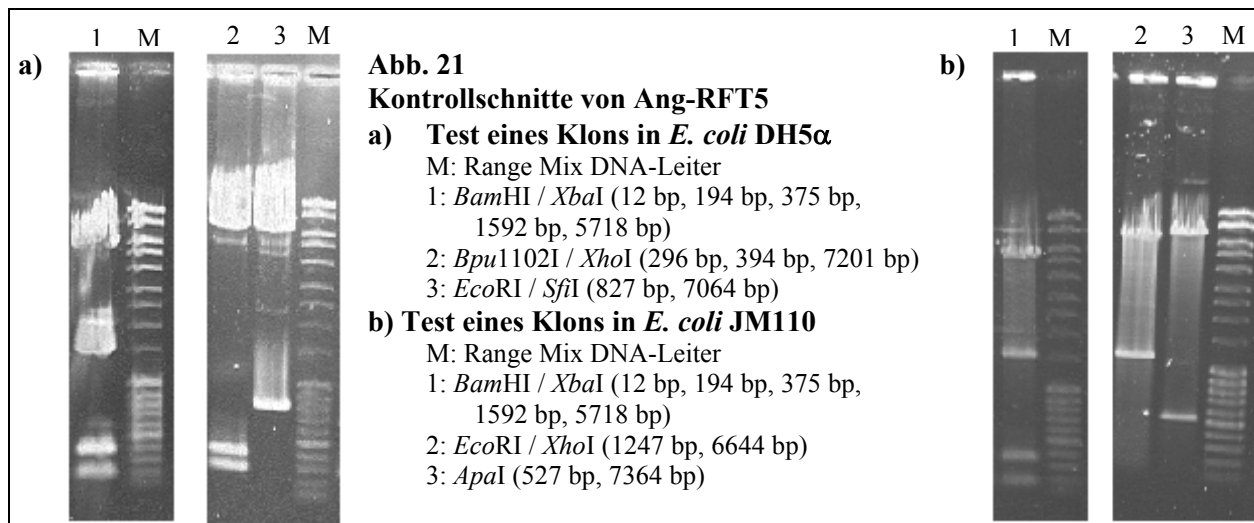 1 M 2 3 M
a)
Abb. 21
Kontrollschnitte von Ang-RFT5
a) Test eines Klons in E. coli DH5α
M: Range Mix DNA-Leiter
1: BamHI / XbaI (12 bp, 194 bp, 375 bp,
1592 bp, 5718 bp)
2: Bpu1102I / XhoI (296 bp, 394 bp, 7201 bp)
3: EcoRI / SfiI (827 bp, 7064 bp)
b) Test eines Klons in E. coli JM110
M: Range Mix DNA-Leiter
1: BamHI / XbaI (12 bp, 194 bp, 375 bp,
1592 bp, 5718 bp)
2: EcoRI / XhoI (1247 bp, 6644 bp)
3: ApaI (527 bp, 7364 bp)
b)
1 M 2 3 M